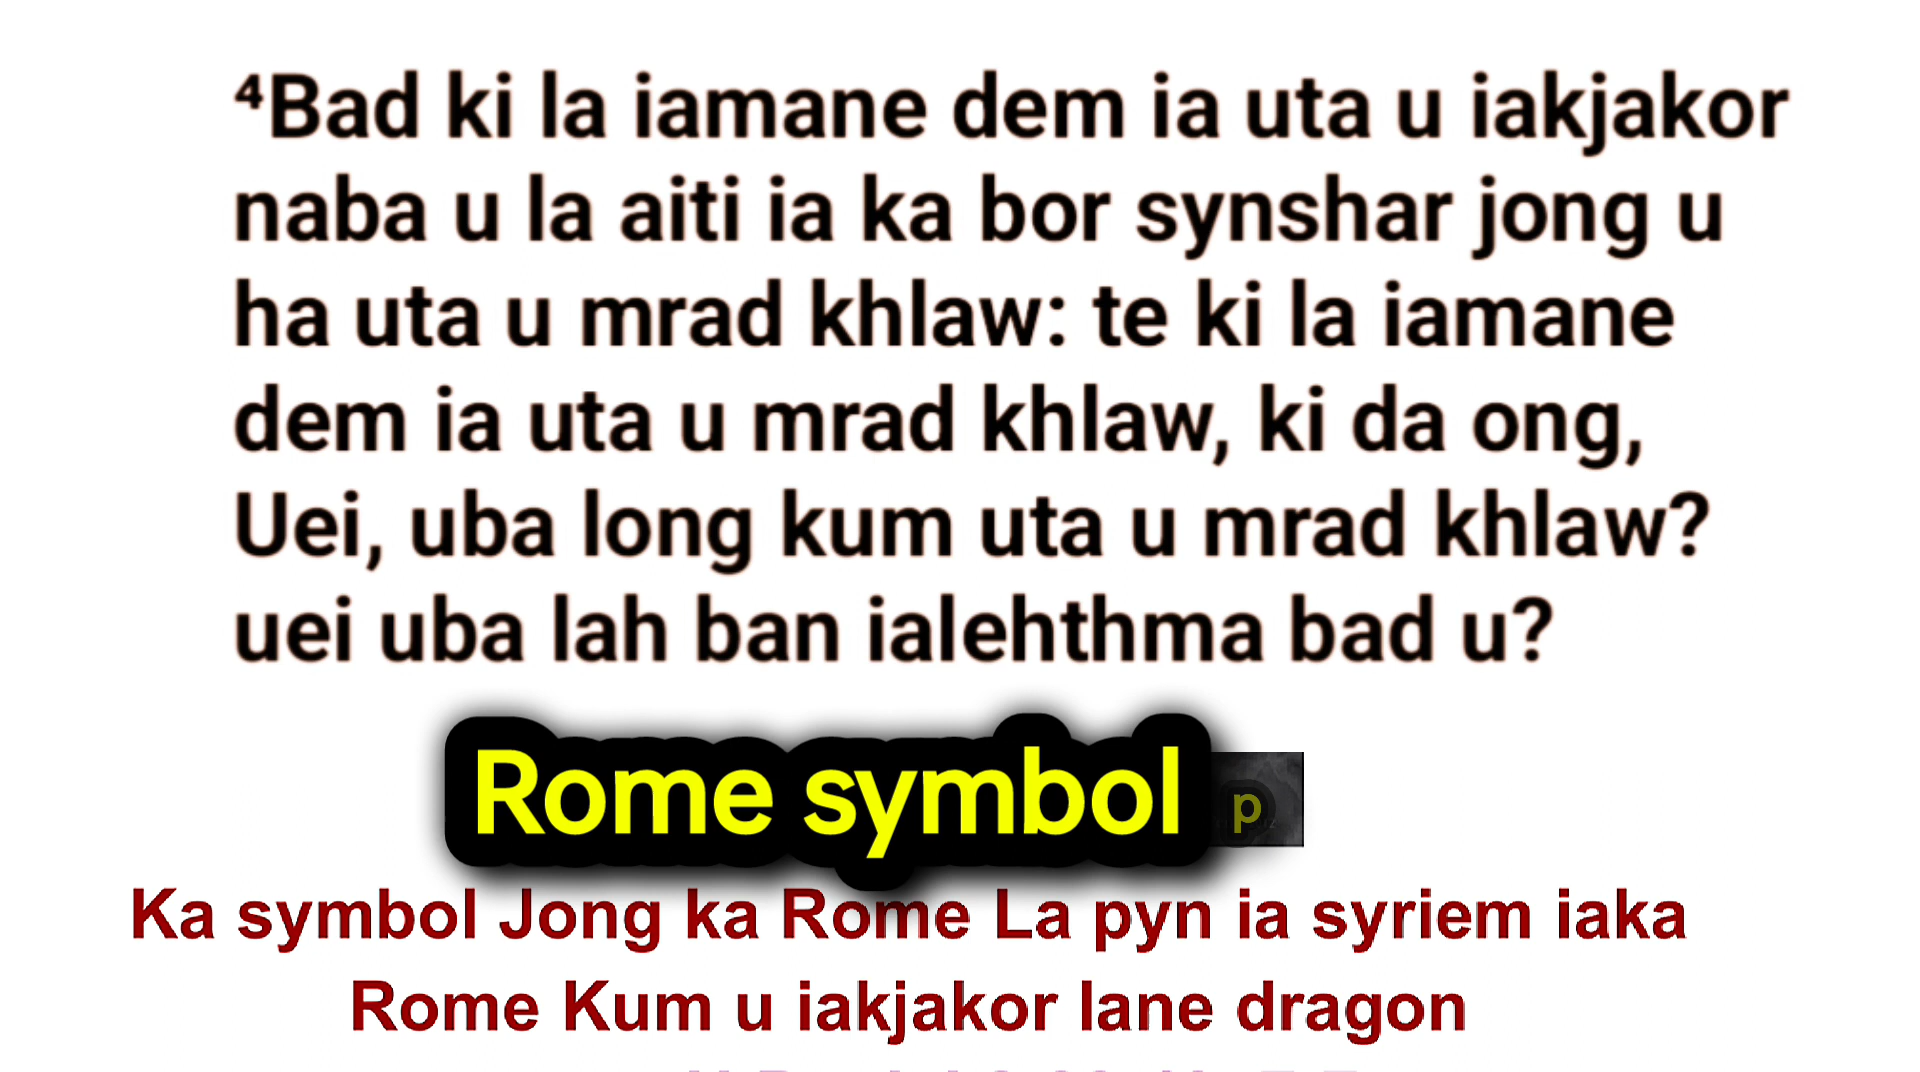 ⁴Bad ki la iamane dem ia uta u iakjakor
naba u la aiti ia ka bor synshar jong u
ha uta u mrad khlaw: te ki la iamane
dem ia uta u mrad khlaw, ki da ong,
Uei, uba long kum uta u mrad khlaw?
uei uba lah ban ialehthma bad u?
Rome symbol p
Ka symbol Jong ka Rome La pyn ia syriem iaka
Rome Kum u iakjakor lane dragon